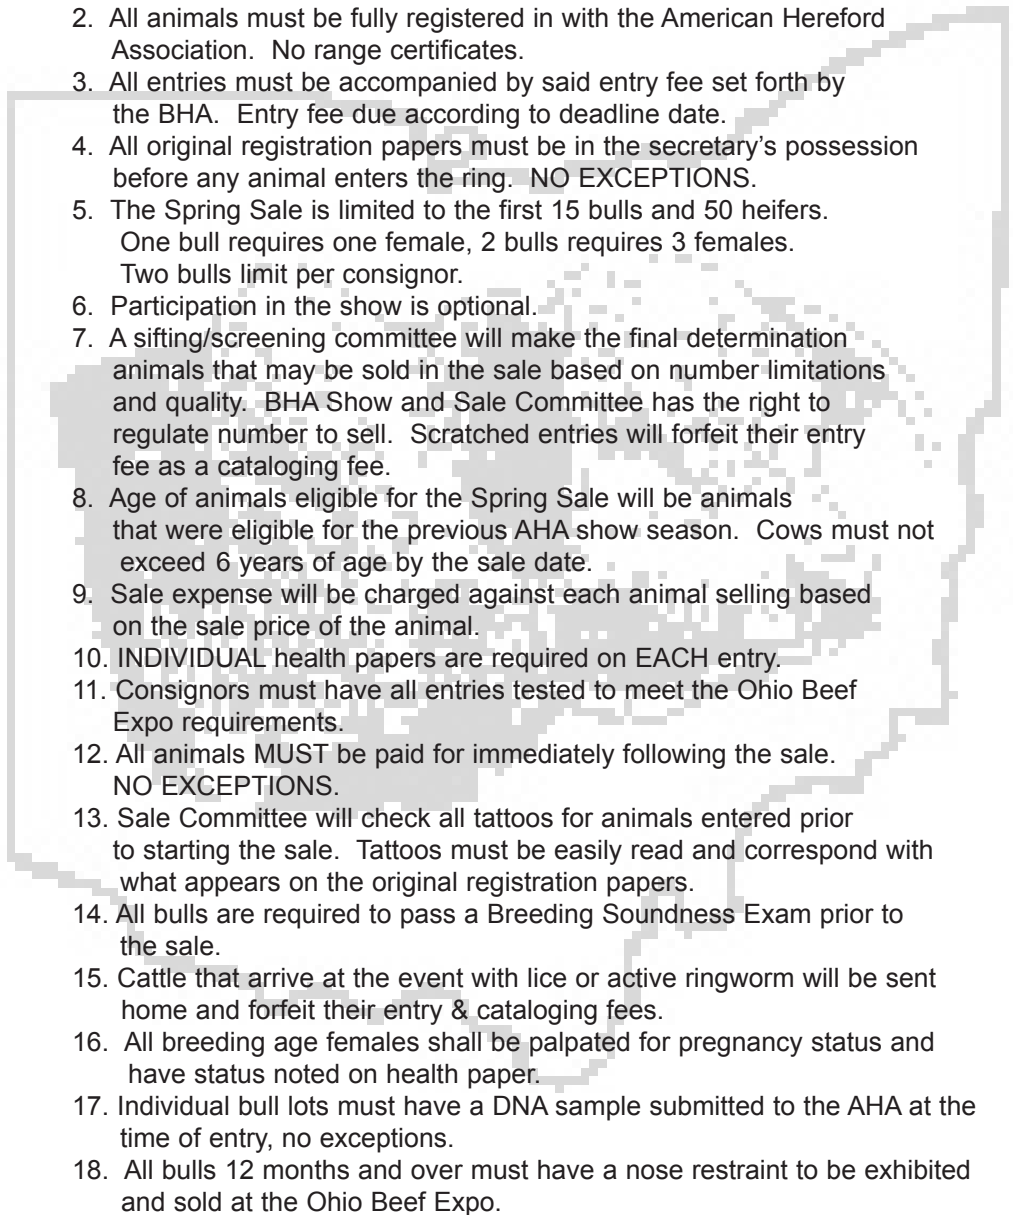 2.  All animals must be fully registered in with the American Hereford
Association.  No range certificates.
3.  All entries must be accompanied by said entry fee set forth by
the BHA.  Entry fee due according to deadline date.
4.  All original registration papers must be in the secretary's possession
before any animal enters the ring.  NO EXCEPTIONS.
5.  The Spring Sale is limited to the first 15 bulls and 50 heifers.
One bull requires one female, 2 bulls requires 3 females.
Two bulls limit per consignor.
6.  Participation in the show is optional.
7.  A sifting/screening committee will make the final determination
animals that may be sold in the sale based on number limitations
and quality.  BHA Show and Sale Committee has the right to
regulate number to sell.  Scratched entries will forfeit their entry
fee as a cataloging fee.
8.  Age of animals eligible for the Spring Sale will be animals
that were eligible for the previous AHA show season.  Cows must not
exceed 6 years of age by the sale date.
9.  Sale expense will be charged against each animal selling based
on the sale price of the animal.
10. INDIVIDUAL health papers are required on EACH entry.
11. Consignors must have all entries tested to meet the Ohio Beef
Expo requirements.
12. All animals MUST be paid for immediately following the sale.
NO EXCEPTIONS.
13. Sale Committee will check all tattoos for animals entered prior
to starting the sale.  Tattoos must be easily read and correspond with
what appears on the original registration papers.
14. All bulls are required to pass a Breeding Soundness Exam prior to
the sale.
15. Cattle that arrive at the event with lice or active ringworm will be sent
home and forfeit their entry & cataloging fees.
16.  All breeding age females shall be palpated for pregnancy status and
have status noted on health paper.
17. Individual bull lots must have a DNA sample submitted to the AHA at the
time of entry, no exceptions.
18.  All bulls 12 months and over must have a nose restraint to be exhibited
and sold at the Ohio Beef Expo.